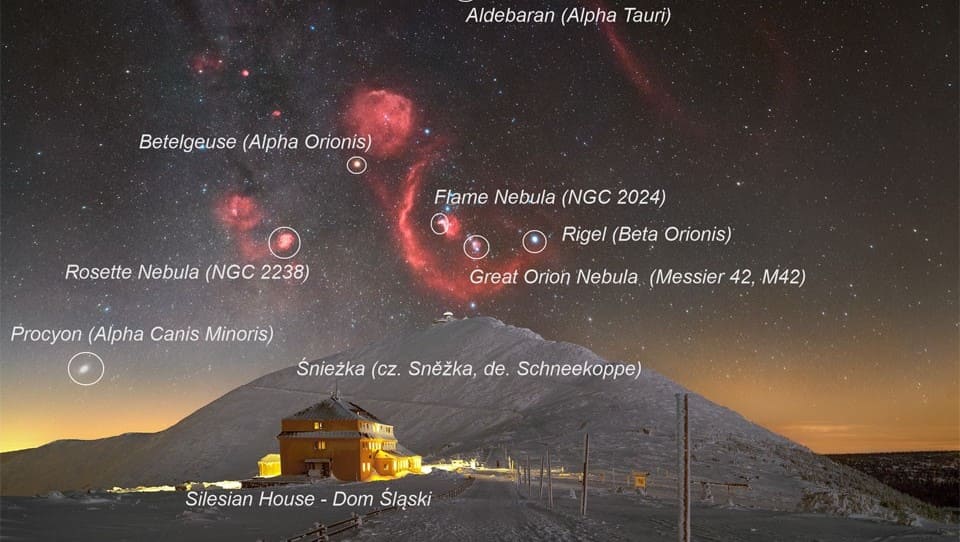 Aldebaran (Alpha Tauri)
Betelgeuse (Alpha Orionis)
Flame Nebula (NGC 2024)
Rigel (Beta Orionis)
Rosette Nebula (NGC 2238)
Great Orion Nebula (Messier 42, M42)
Procyon (Alpha Canis Minoris)
Śnieżka (cz. Sněžka, de. Schneekoppe)
Silesian House - Dom Śląski